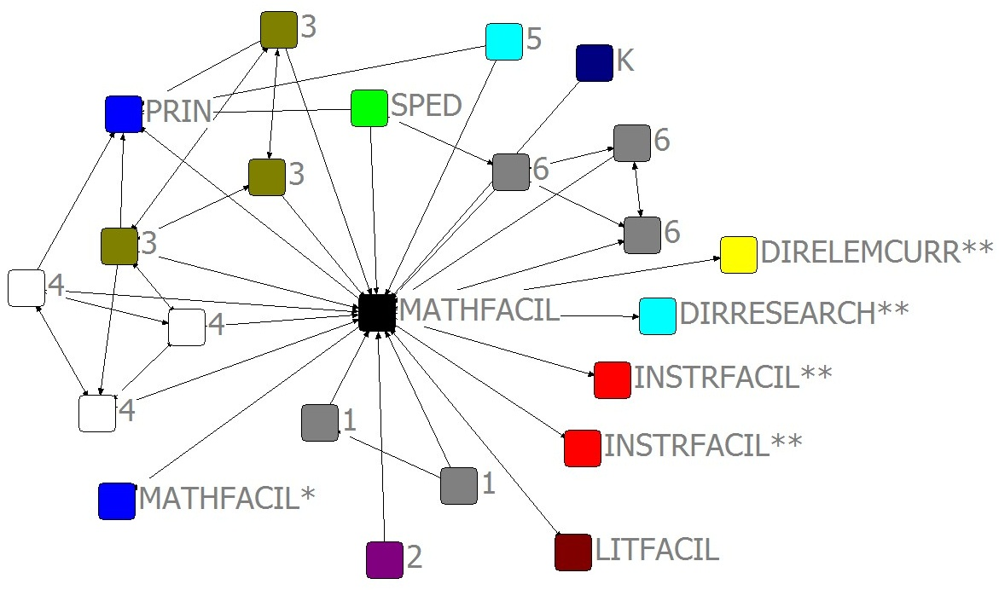 3
5
K
PRIN
SPED
6
6
3
6
3
DIRELEMCURR**
4
MATHFACIL
DIRRESEARCH**
4
INSTRFACIL**
4
1
INSTRFACIL**
1
MATHFACIL*
LITFACIL
2